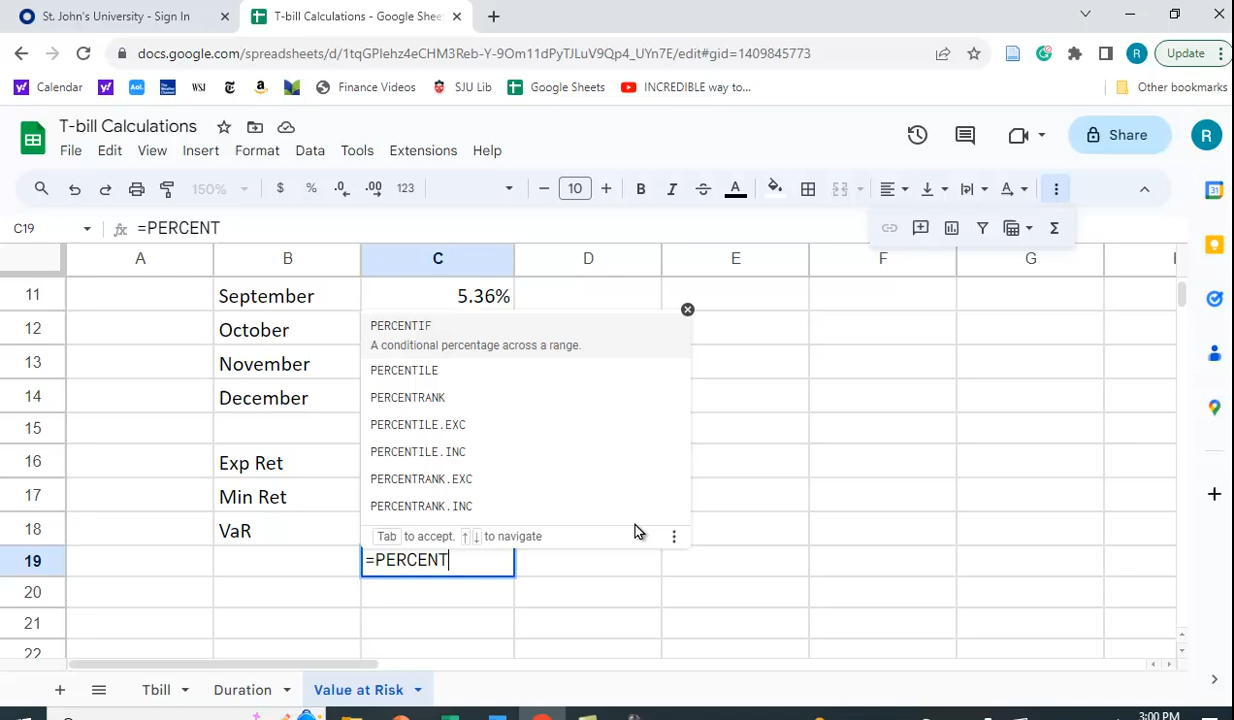 St. John's University - Sign In
T-bill Calculations - Google Shee
docs.google.com/spreadsheets/d/1tqGPIehz4eCHM3Reb-Y-9Om11dPyTJLuV9Qp4_UYn7E/edit#gid=1409845773
R
Update
Calendar
Aol.
WSJ
Finance Videos
SJU Lib
Google Sheets
INCREDIBLE way to...
Other bookmarks
T-bill Calculations
File Edit View Insert Format Data Tools Extensions Help
Share
R
150% $ % .0 .00 123 10 B I A
C19 fx =PERCENT
A B C D E F G
11 September 5.36%
12 October
13 November
14 December
15
16 Exp Ret
17 Min Ret
18 VaR
19 =PERCENT
20
21
22
PERCENTIF
A conditional percentage across a range.
PERCENTILE
PERCENTRANK
PERCENTILE.EXC
PERCENTILE.INC
PERCENTRANK.EXC
PERCENTRANK.INC
Tab to accept. ↑ ↓ to navigate
Tbill Duration Value at Risk
31
3:00 PM